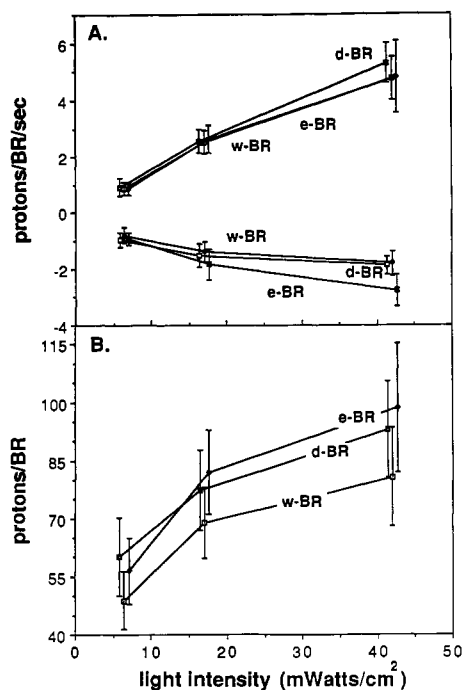 A.
6
4
2
0
-2
-4
protons/BR/sec
d-BR
e-BR
w-BR
w-BR
d-BR
e-BR
B.
115
100
85
70
55
40
protons/BR
e-BR
d-BR
w-BR
0 10 20 30 40 50
light intensity (mWatts/cm²)